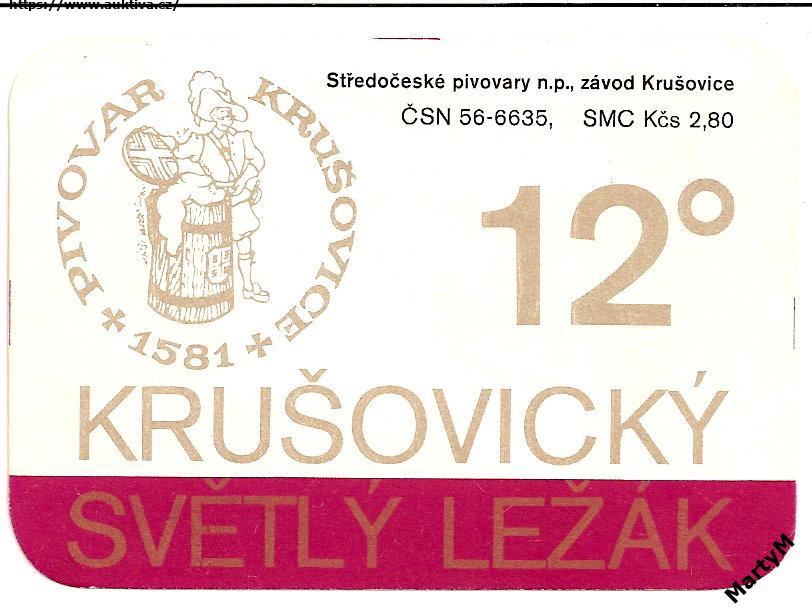 https://www.auktiva.cz/
Středočeské pivovary n.p., závod Krušovice
ČSN 56-6635, SMC Kčs 2,80
PIVOVAR KRUŠOVICE
1581
12°
KRUŠOVICKÝ
SVĚTLÝ LEŽÁK
MartyM